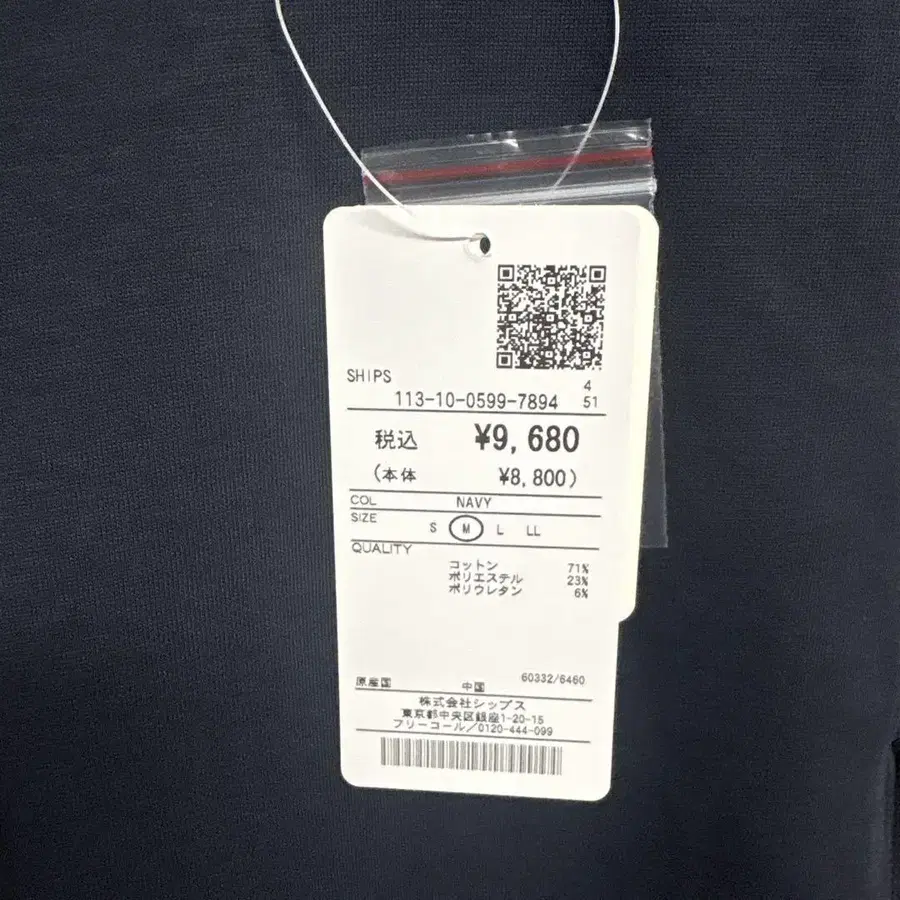 SHIPS
4
113-10-0599-7894 51
税込 ¥9,680
(本体 ¥8,800)
COL NAVY
SIZE
S M L LL
QUALITY
コットン 71%
ポリエステル 23%
ポリウレタン 6%
60332/6460
原産国 中国
株式会社シップス
東京都中央区銀座1-20-15
フリーコール/0120-444-099